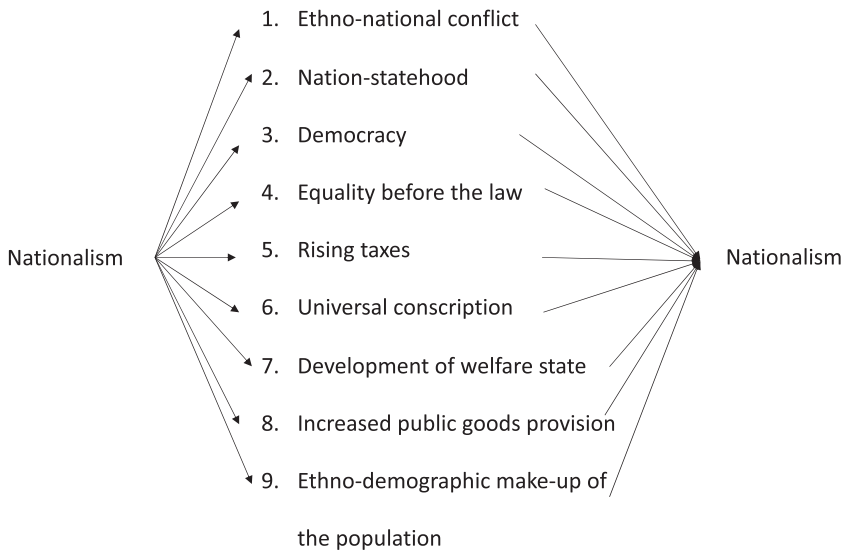 1. Ethno-national conflict
2. Nation-statehood
3. Democracy
4. Equality before the law
Nationalism
5. Rising taxes
Nationalism
6. Universal conscription
7. Development of welfare state
8. Increased public goods provision
9. Ethno-demographic make-up of
the population